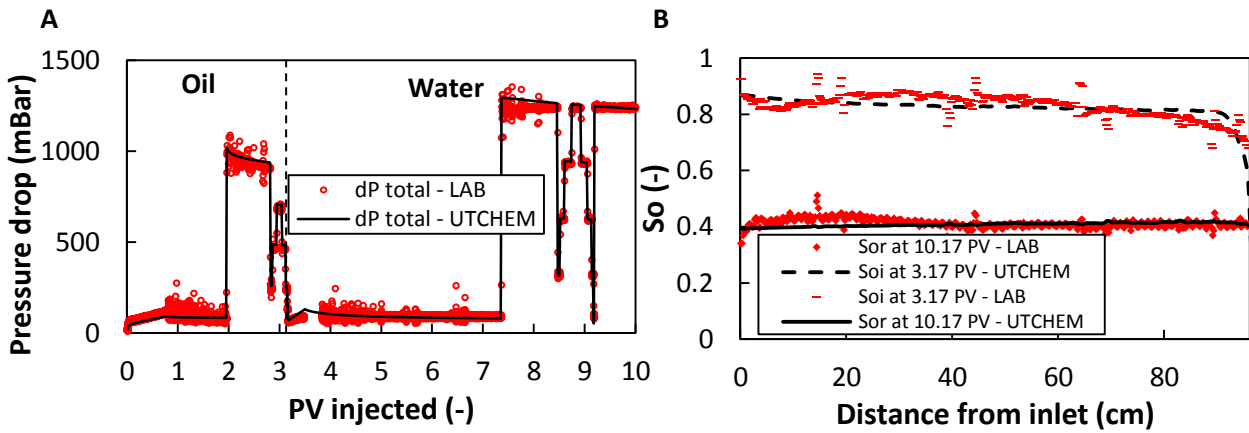 A
Pressure drop (mBar)
1500
1000
500
0
Oil
Water
dP total - LAB
dP total - UTCHEM
0 1 2 3 4 5 6 7 8 9 10
PV injected (-)
B
So (-)
1
0.8
0.6
0.4
0.2
0
Sor at 10.17 PV - LAB
Soi at 3.17 PV - UTCHEM
Soi at 3.17 PV - LAB
Sor at 10.17 PV - UTCHEM
0 20 40 60 80
Distance from inlet (cm)